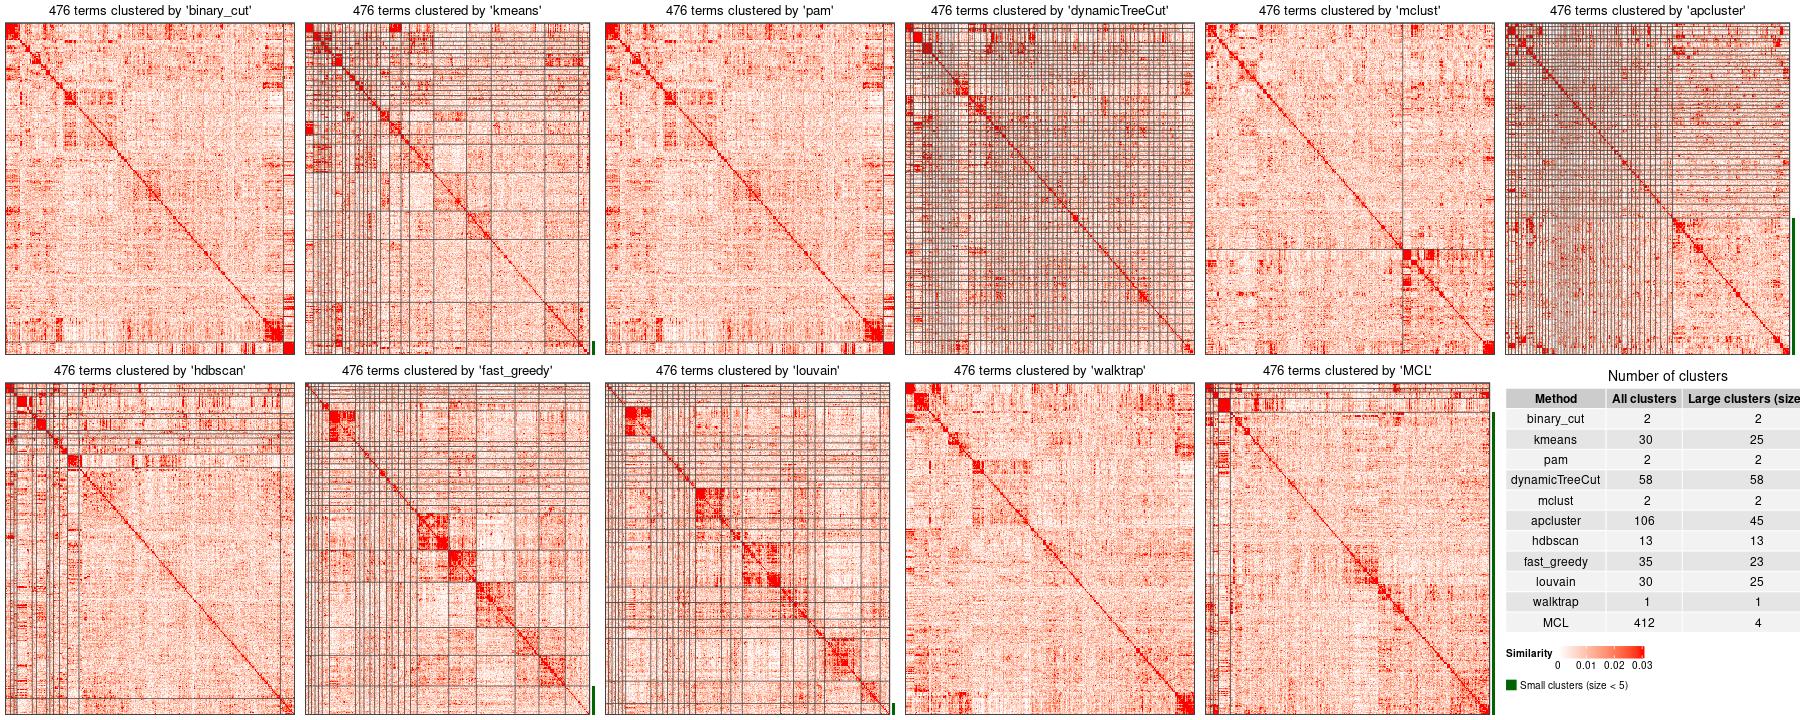 476 terms clustered by 'binary_cut'
476 terms clustered by 'kmeans'
476 terms clustered by 'pam'
476 terms clustered by 'dynamicTreeCut'
476 terms clustered by 'mclust'
476 terms clustered by 'apcluster'
476 terms clustered by 'hdbscan'
476 terms clustered by 'fast_greedy'
476 terms clustered by 'louvain'
476 terms clustered by 'walktrap'
476 terms clustered by 'MCL'
Number of clusters
Method All clusters Large clusters (size
binary_cut 2 2
kmeans 30 25
pam 2 2
dynamicTreeCut 58 58
mclust 2 2
apcluster 106 45
hdbscan 13 13
fast_greedy 35 23
louvain 30 25
walktrap 1 1
MCL 412 4
Similarity
0 0.01 0.02 0.03
Small clusters (size < 5)